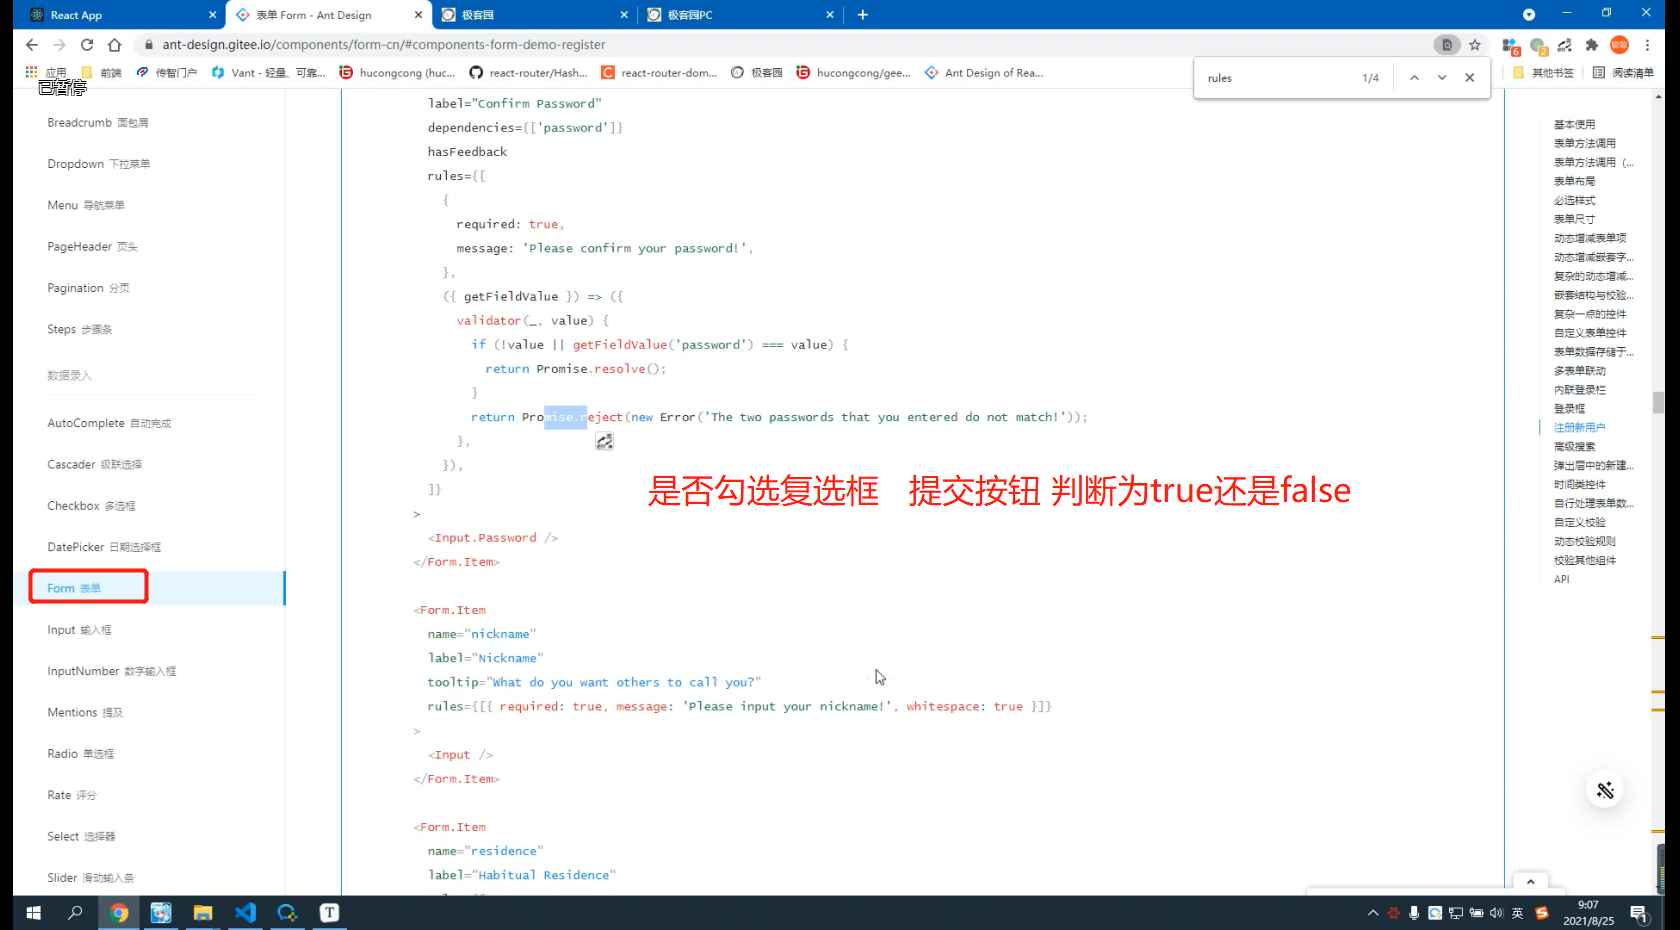 React App
表单 Form - Ant Design
极客园
极客园PC
ant-design.gitee.io/components/form-cn/#components-form-demo-register
应用
前端
传智门户
Vant - 轻量、可靠...
hucongcong (huc...
react-router/Hash...
react-router-dom...
极客园
hucongcong/gee...
Ant Design of Rea...
其他书签
阅读清单
已暂停
rules
1/4
Breadcrumb 面包屑
Dropdown 下拉菜单
Menu 导航菜单
PageHeader 页头
Pagination 分页
Steps 步骤条
数据录入
AutoComplete 自动完成
Cascader 级联选择
Checkbox 多选框
DatePicker 日期选择框
Form 表单
Input 输入框
InputNumber 数字输入框
Mentions 提及
Radio 单选框
Rate 评分
Select 选择器
Slider 滑动输入条
label="Confirm Password"
dependencies={['password']}
hasFeedback
rules={[
{
required: true,
message: 'Please confirm your password!',
},
({ getFieldValue }) => ({
validator(_, value) {
if (!value || getFieldValue('password') === value) {
return Promise.resolve();
}
return Promise.reject(new Error('The two passwords that you entered do not match!'));
},
}),
]}
>
<Input.Password />
</Form.Item>
是否勾选复选框 提交按钮 判断为true还是false
<Form.Item
name="nickname"
label="Nickname"
tooltip="What do you want others to call you?"
rules={[{ required: true, message: 'Please input your nickname!', whitespace: true }]}
>
<Input />
</Form.Item>
<Form.Item
name="residence"
label="Habitual Residence"
基本使用
表单方法调用
表单方法调用（...
表单布局
必选样式
表单尺寸
动态增减表单项
动态增减嵌套字...
复杂的动态增减...
嵌套结构与校验...
复杂一点的控件
自定义表单控件
表单数据存储于...
多表单联动
内联登录栏
登录框
注册新用户
高级搜索
弹出层中的新建...
时间类控件
自行处理表单数...
自定义校验
动态校验规则
校验其他组件
API
英
9:07
2021/8/25